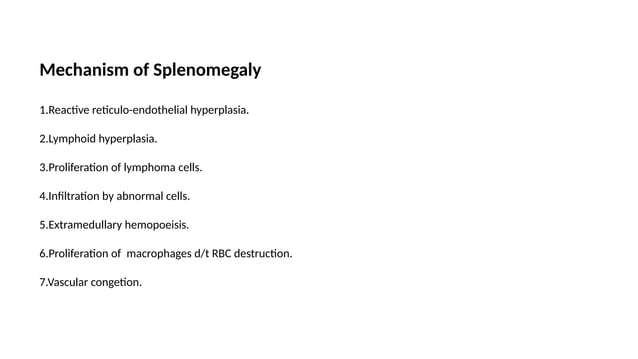 Mechanism of Splenomegaly
1.Reactive reticulo-endothelial hyperplasia.
2.Lymphoid hyperplasia.
3.Proliferation of lymphoma cells.
4.Infiltration by abnormal cells.
5.Extramedullary hemopoeisis.
6.Proliferation of  macrophages d/t RBC destruction.
7.Vascular congetion.